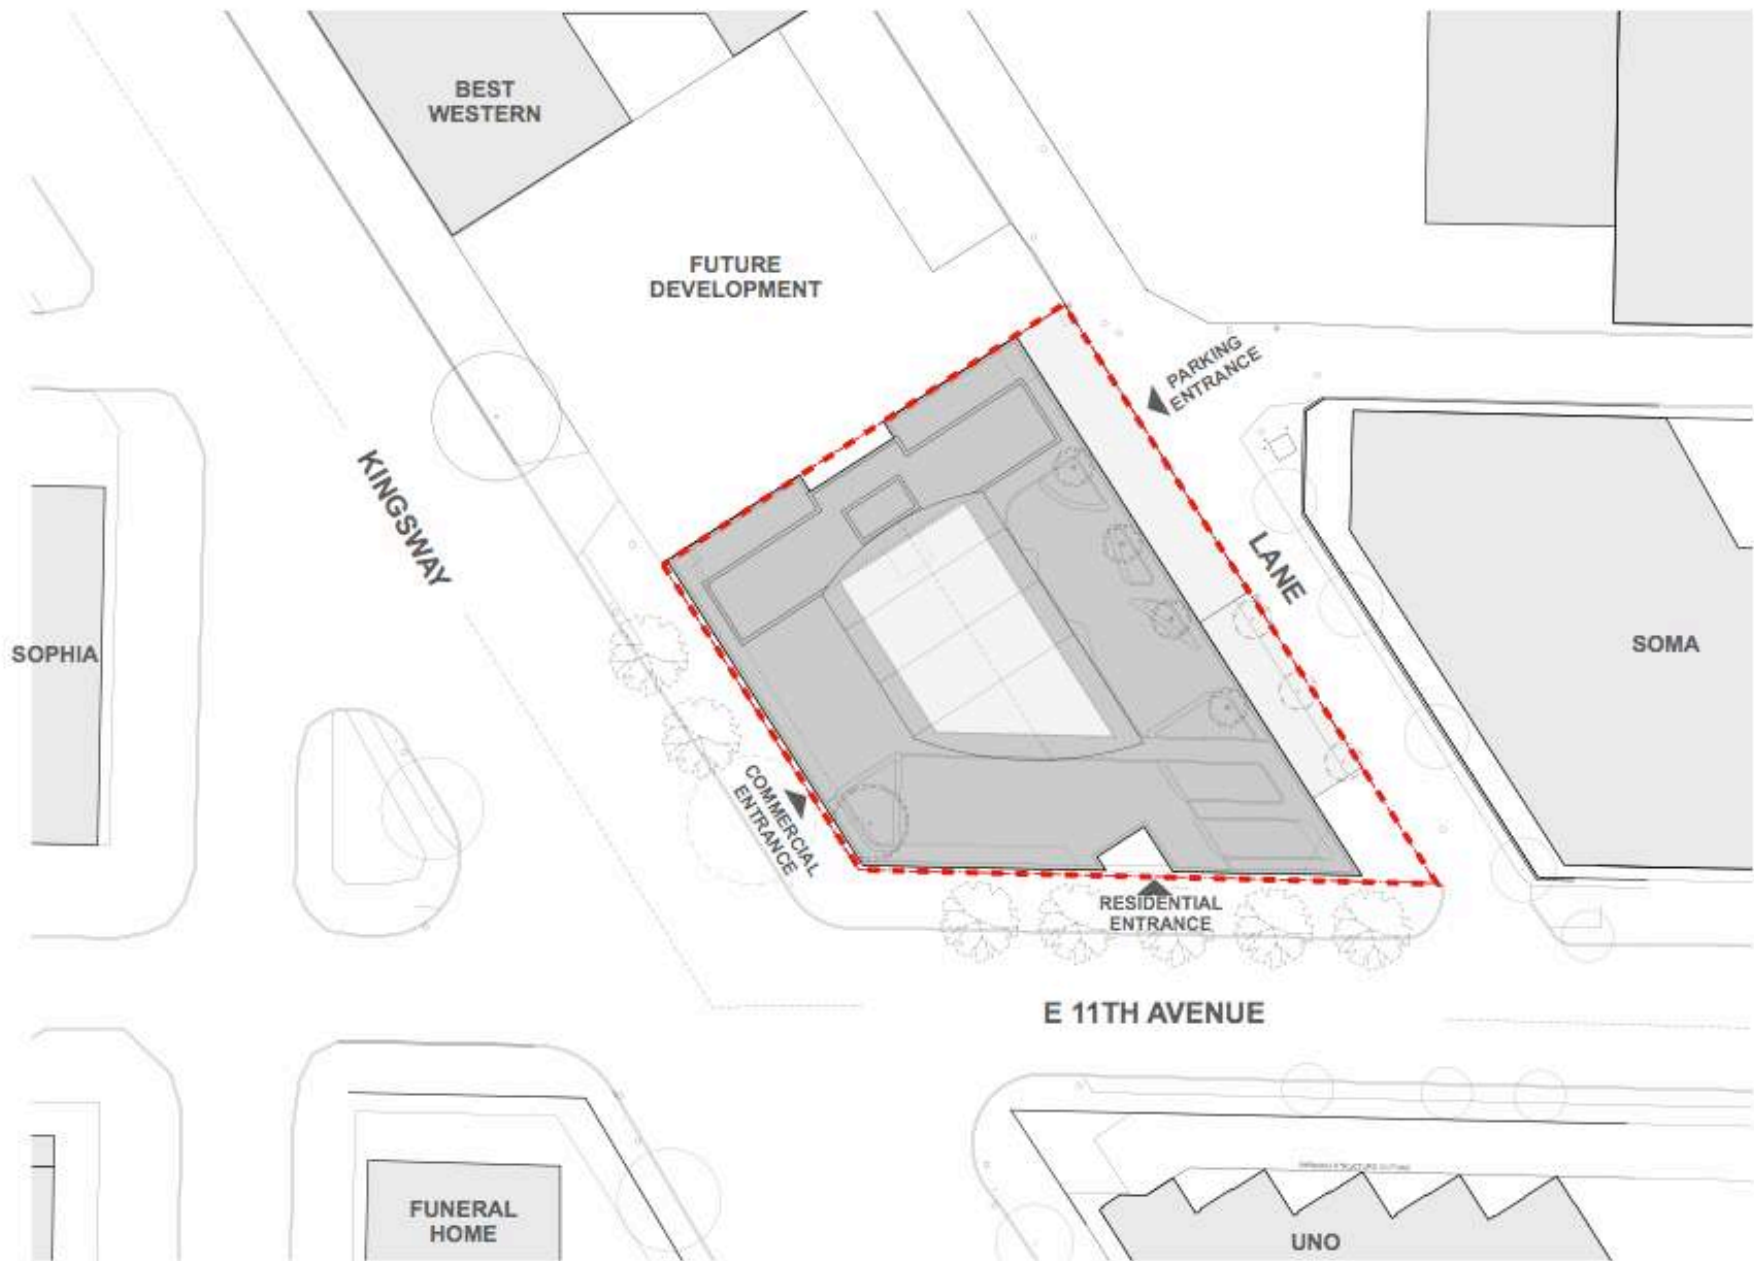 BEST
WESTERN
FUTURE
DEVELOPMENT
PARKING
ENTRANCE
KINGSWAY
LANE
SOPHIA
SOMA
COMMERCIAL
ENTRANCE
RESIDENTIAL
ENTRANCE
E 11TH AVENUE
FUNERAL
HOME
UNO